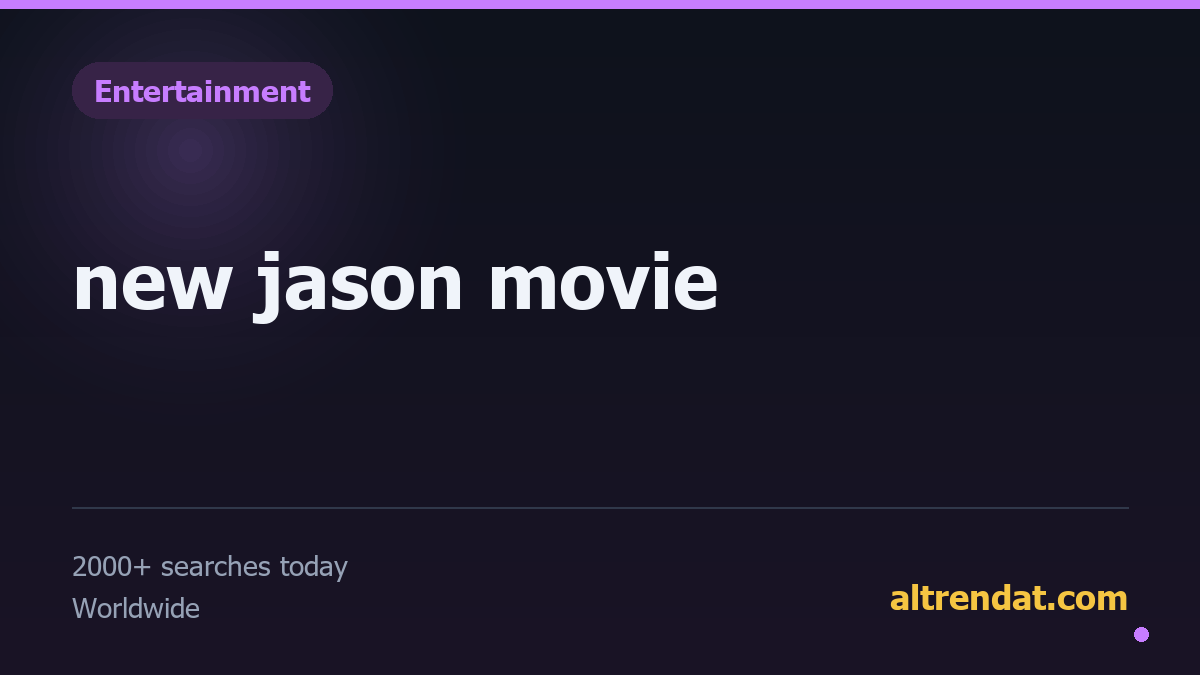 Entertainment
new jason movie
2000+ searches today
Worldwide
altrendat.com